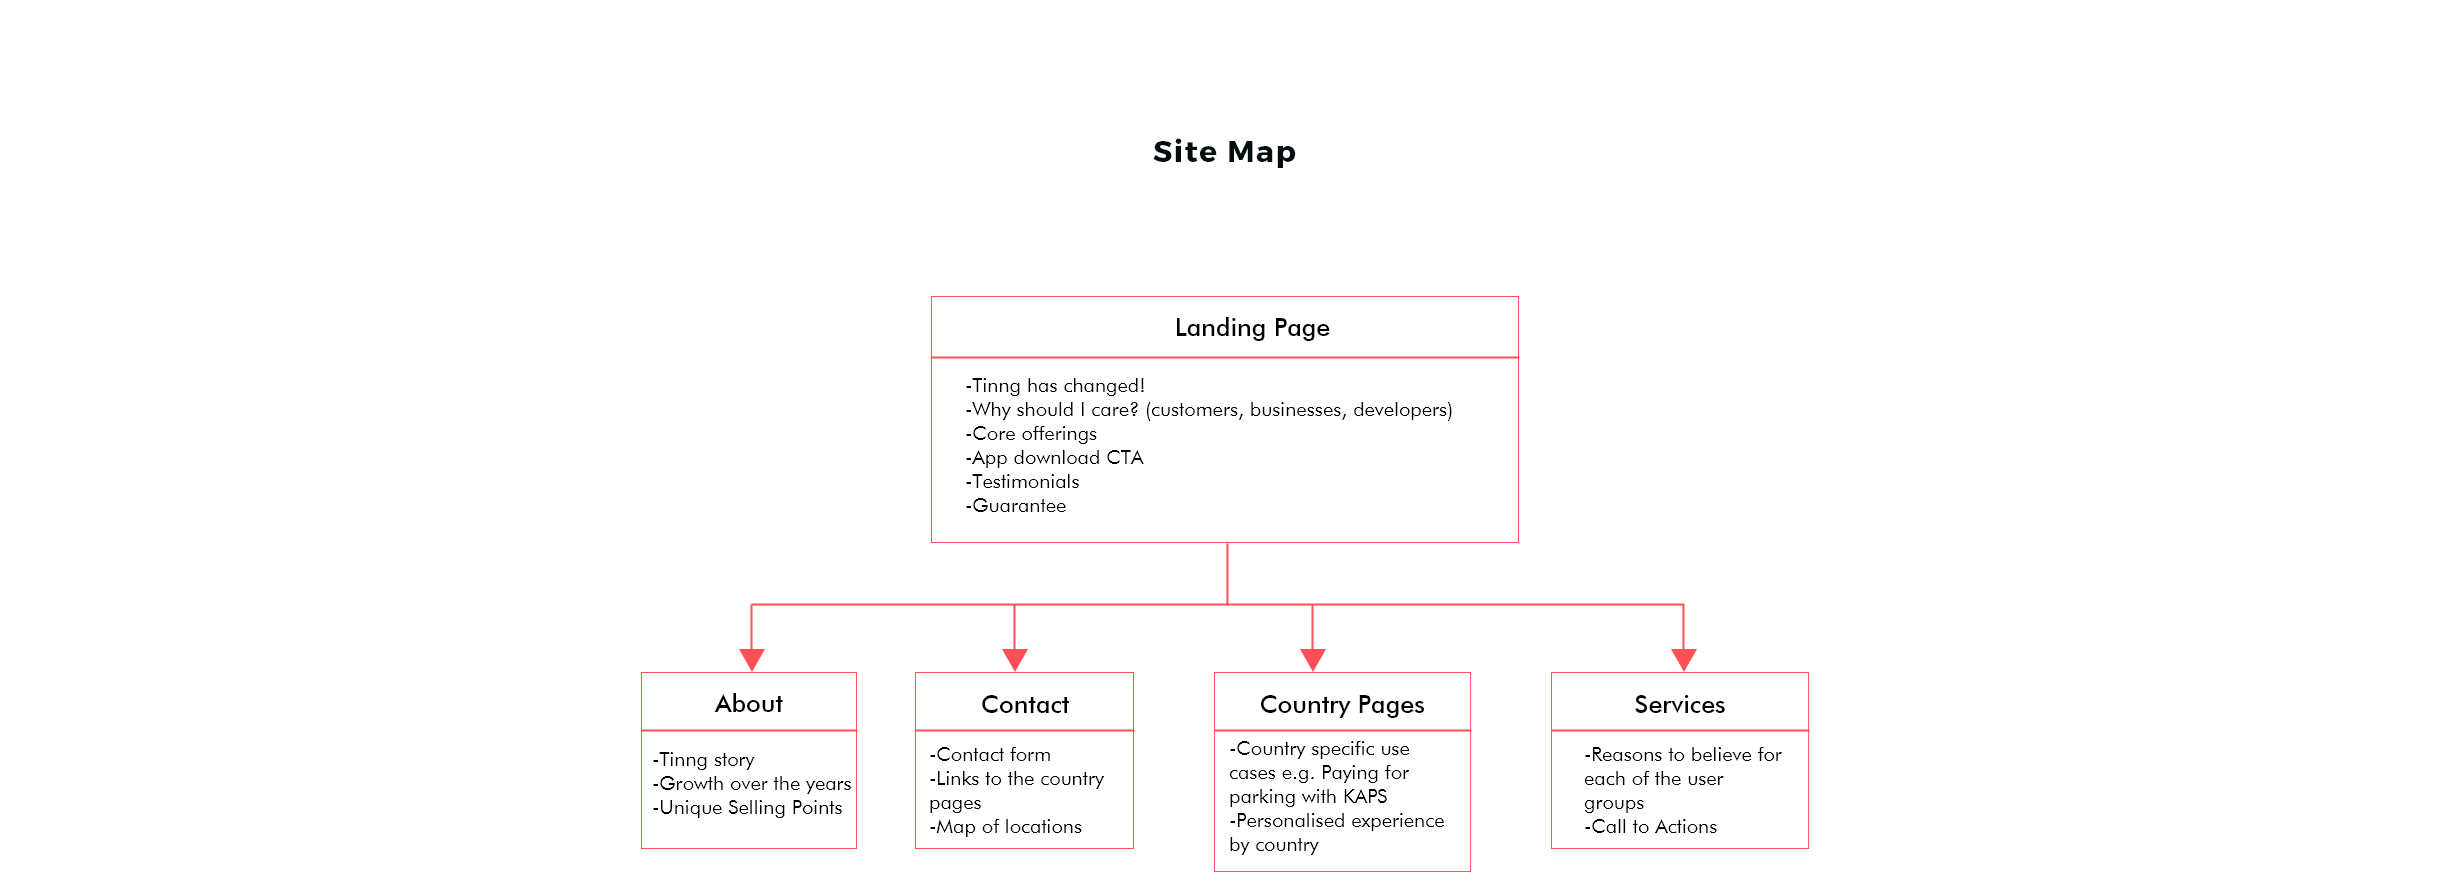 Site Map
Landing Page
-Tinng has changed!
-Why should I care? (customers, businesses, developers)
-Core offerings
-App download CTA
-Testimonials
-Guarantee
About
-Tinng story
-Growth over the years
-Unique Selling Points
Contact
-Contact form
-Links to the country
pages
-Map of locations
Country Pages
-Country specific use
cases e.g. Paying for
parking with KAPS
-Personalised experience
by country
Services
-Reasons to believe for
each of the user
groups
-Call to Actions